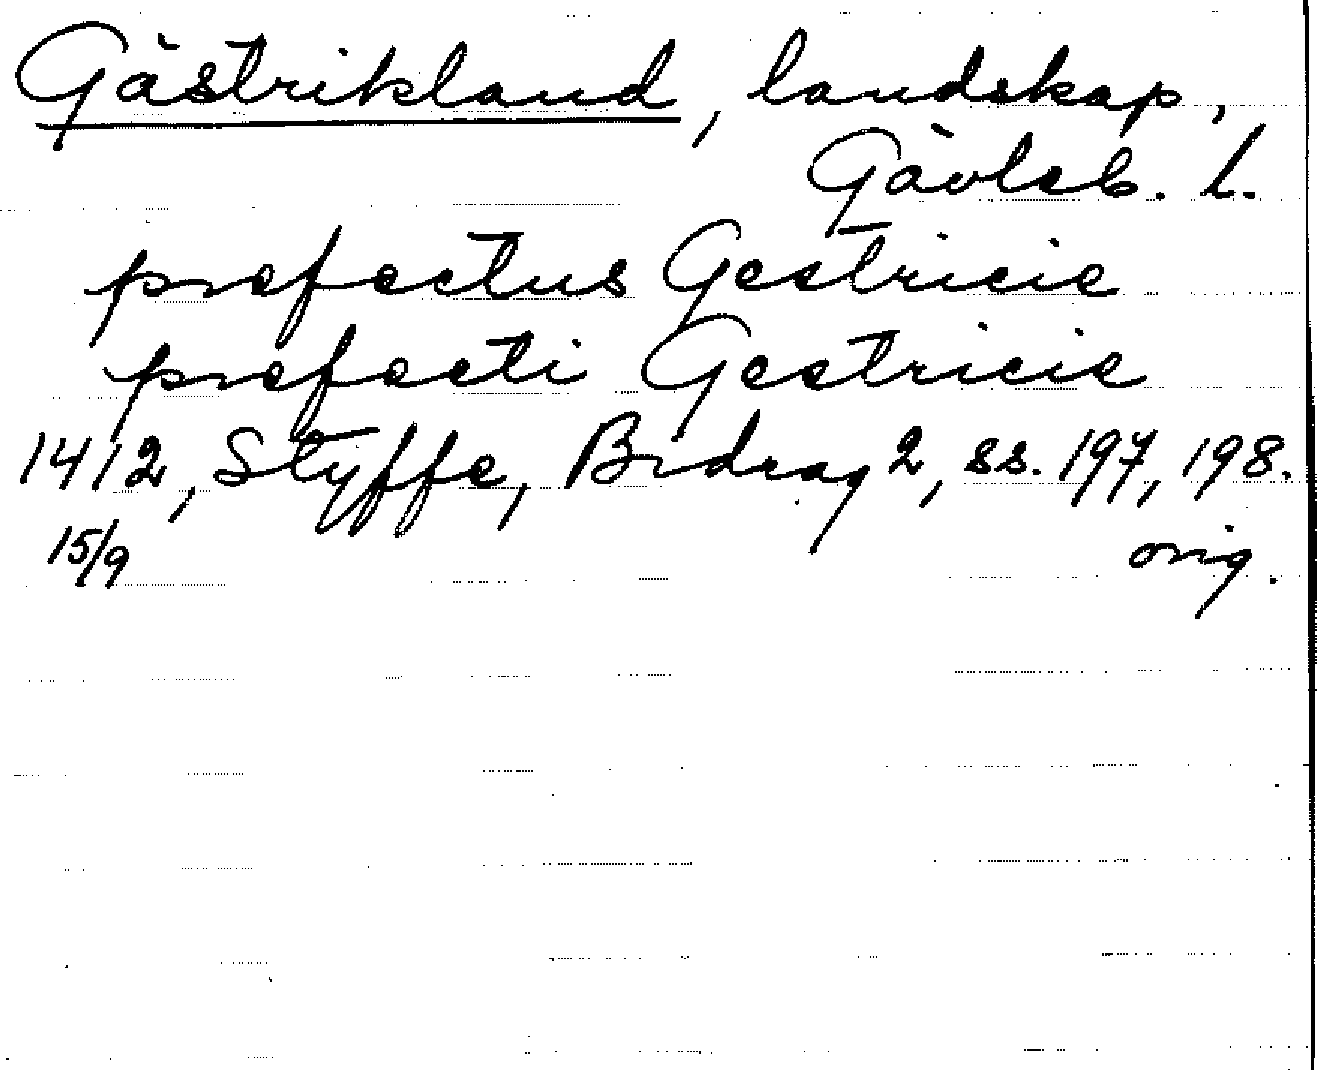 Gästrikland, landskap,
Gävleb. l.
prefectus Gestricie
prefecti Gestricie
1412, Styffe, Bidrag 2, ss. 197, 198.
15/9 orig.